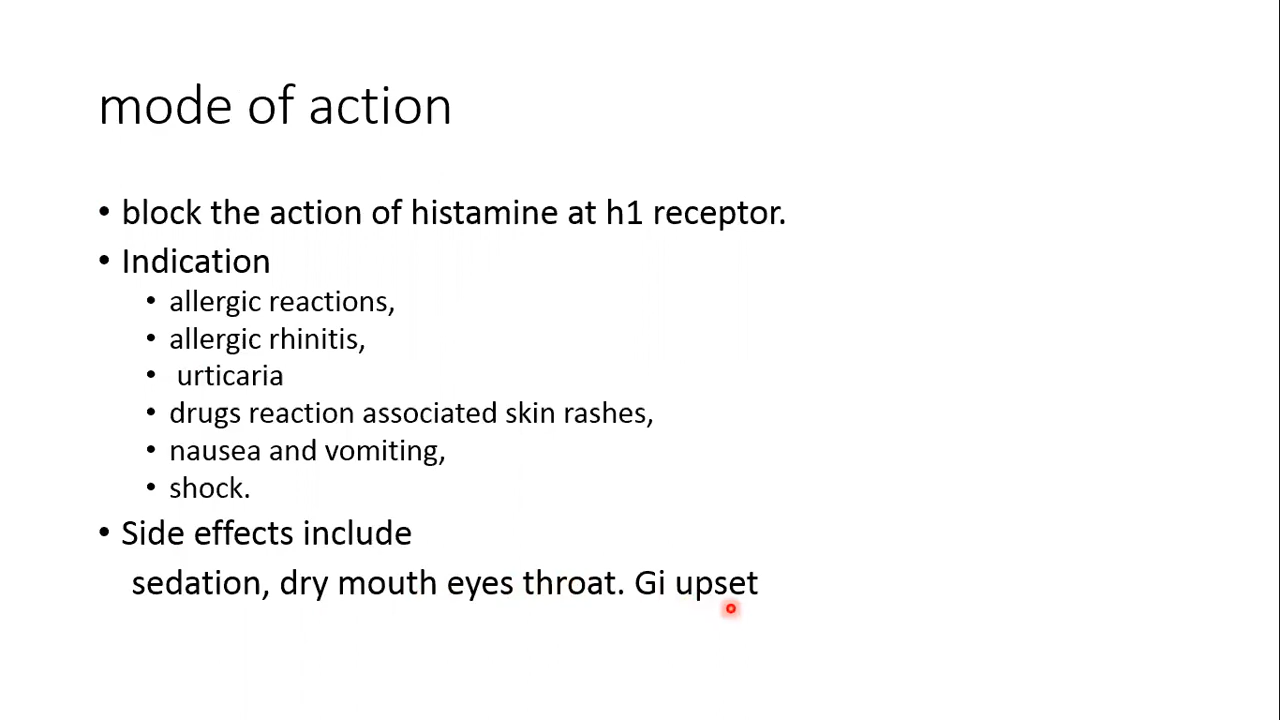 mode of action
• block the action of histamine at h1 receptor.
• Indication
• allergic reactions,
• allergic rhinitis,
• urticaria
• drugs reaction associated skin rashes,
• nausea and vomiting,
• shock.
• Side effects include
sedation, dry mouth eyes throat. Gi upset